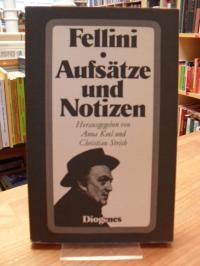 Fellini
• Aufsätze
und
Notizen
Herausgegeben von
Anna Keel und
Christian Strich
Diogenes